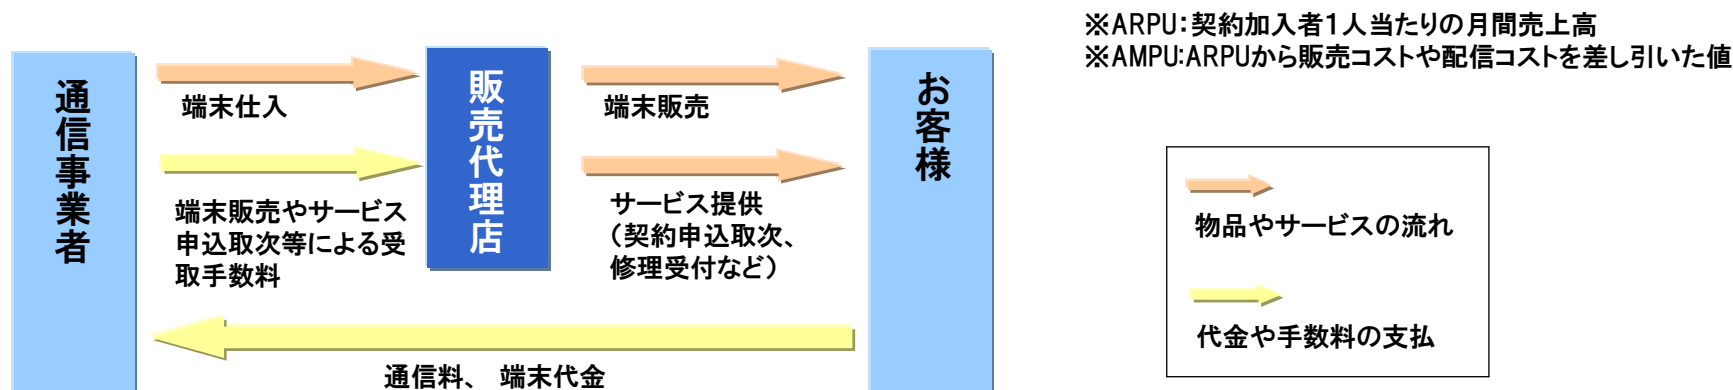 ※ARPU:契約加入者1人当たりの月間売上高
※AMPU:ARPUから販売コストや配信コストを差し引いた値
通信事業者
端末仕入
端末販売やサービス
申込取次等による受
取手数料
販売代理店
端末販売
サービス提供
（契約申込取次、
修理受付など）
お客様
通信料、 端末代金
物品やサービスの流れ
代金や手数料の支払